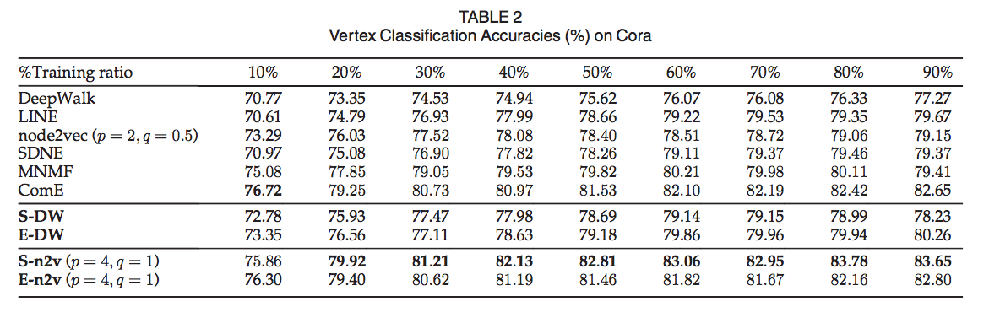 TABLE 2
Vertex Classification Accuracies (%) on Cora
%Training ratio 10% 20% 30% 40% 50% 60% 70% 80% 90%
DeepWalk 70.77 73.35 74.53 74.94 75.62 76.07 76.08 76.33 77.27
LINE 70.61 74.79 76.93 77.99 78.66 79.22 79.53 79.35 79.67
node2vec (p = 2, q = 0.5) 73.29 76.03 77.52 78.08 78.40 78.51 78.72 79.06 79.15
SDNE 70.97 75.08 76.90 77.82 78.26 79.11 79.37 79.46 79.37
MNMF 75.08 77.85 79.05 79.53 79.82 80.21 79.98 80.11 79.41
ComE 76.72 79.25 80.73 80.97 81.53 82.10 82.19 82.42 82.65
S-DW 72.78 75.93 77.47 77.98 78.69 79.14 79.15 78.99 78.23
E-DW 73.35 76.56 77.11 78.63 79.18 79.86 79.96 79.94 80.26
S-n2v (p = 4, q = 1) 75.86 79.92 81.21 82.13 82.81 83.06 82.95 83.78 83.65
E-n2v (p = 4, q = 1) 76.30 79.40 80.62 81.19 81.46 81.82 81.67 82.16 82.80